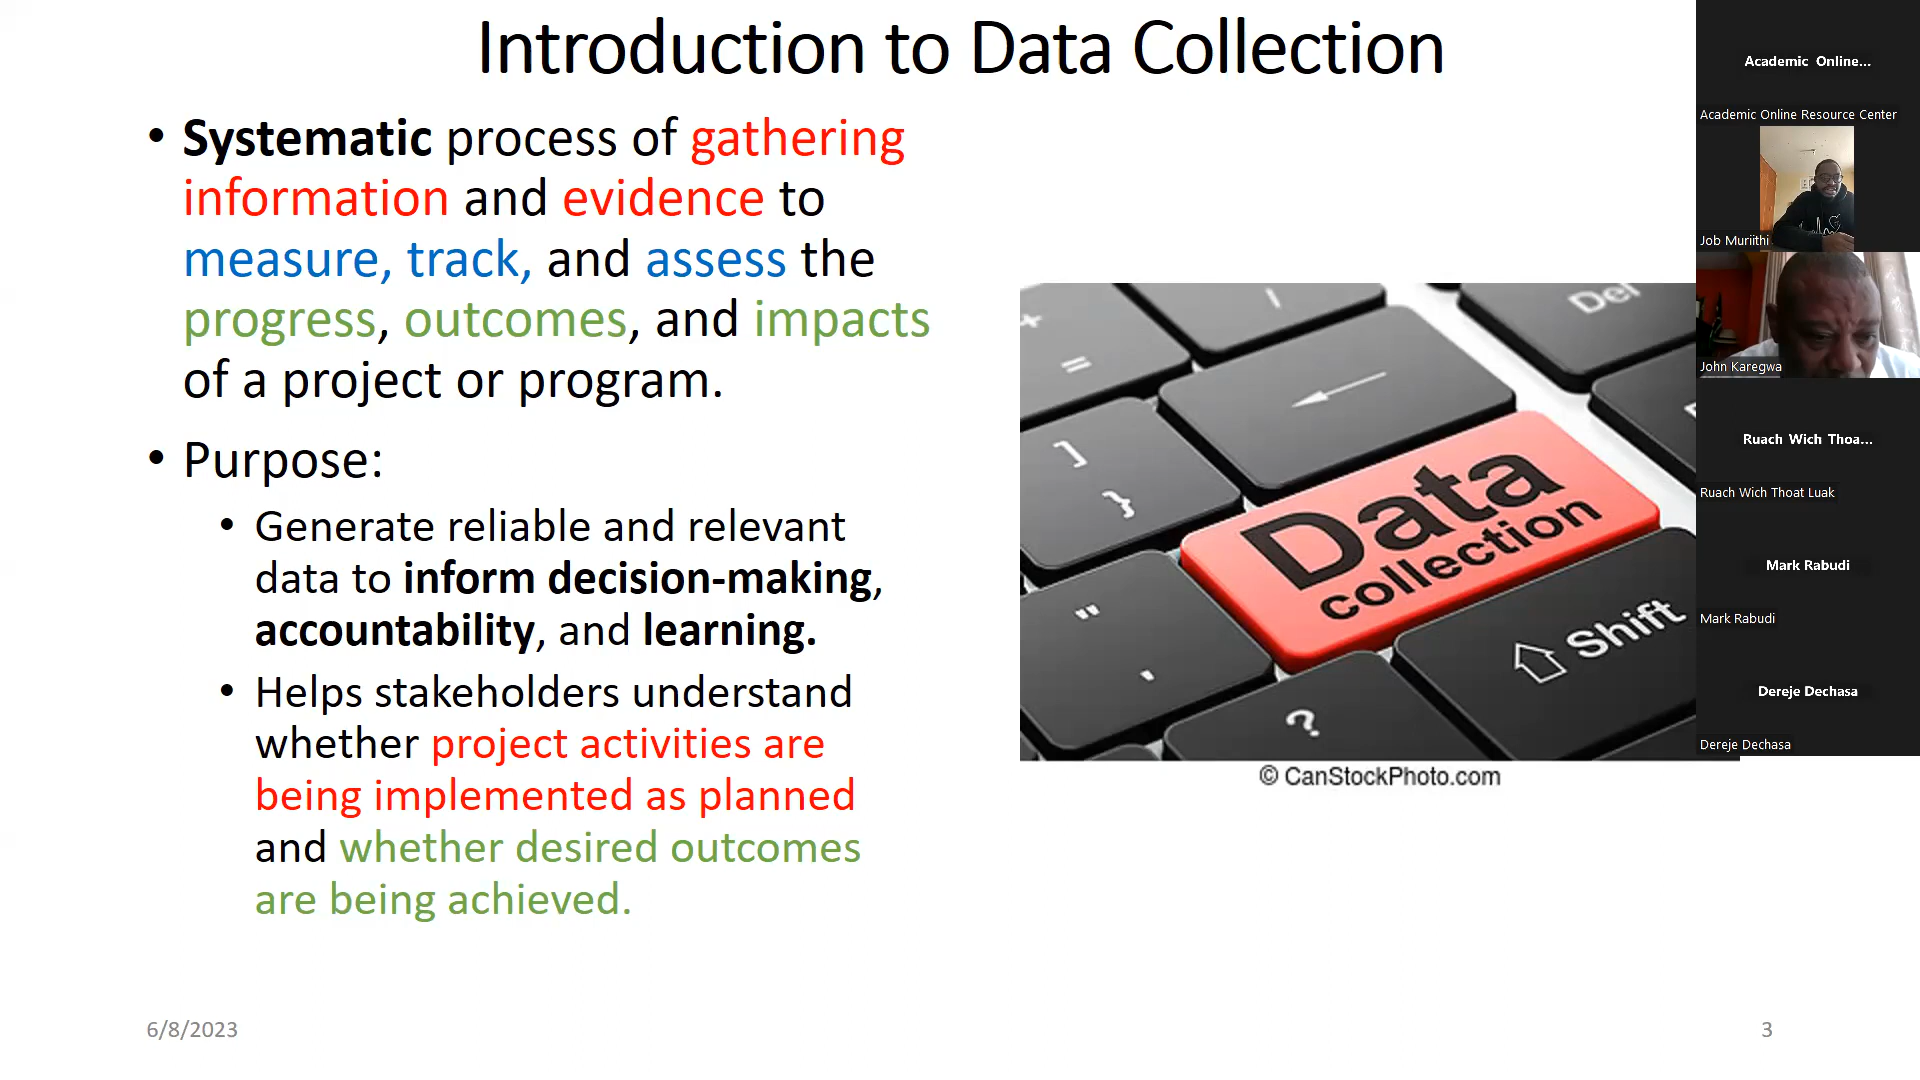 Introduction to Data Collection
• Systematic process of gathering
information and evidence to
measure, track, and assess the
progress, outcomes, and impacts
of a project or program.
• Purpose:
• Generate reliable and relevant
data to inform decision-making,
accountability, and learning.
• Helps stakeholders understand
whether project activities are
being implemented as planned
and whether desired outcomes
are being achieved.
+
=
|
Del
}
]
Data
collection
"
'
?
Shift
© CanStockPhoto.com
6/8/2023
3
Academic Online...
Academic Online Resource Center
Job Muriithi
John Karegwa
Ruach Wich Thoa...
Ruach Wich Thoat Luak
Mark Rabudi
Mark Rabudi
Dereje Dechasa
Dereje Dechasa